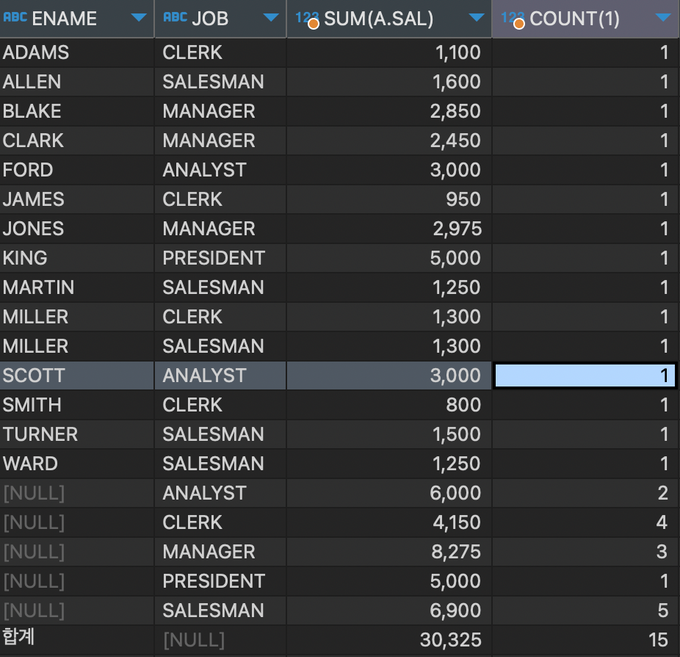 ABC ENAME ABC JOB 123 SUM(A.SAL) 123 COUNT(1)
ADAMS CLERK 1,100 1
ALLEN SALESMAN 1,600 1
BLAKE MANAGER 2,850 1
CLARK MANAGER 2,450 1
FORD ANALYST 3,000 1
JAMES CLERK 950 1
JONES MANAGER 2,975 1
KING PRESIDENT 5,000 1
MARTIN SALESMAN 1,250 1
MILLER CLERK 1,300 1
MILLER SALESMAN 1,300 1
SCOTT ANALYST 3,000 1
SMITH CLERK 800 1
TURNER SALESMAN 1,500 1
WARD SALESMAN 1,250 1
[NULL] ANALYST 6,000 2
[NULL] CLERK 4,150 4
[NULL] MANAGER 8,275 3
[NULL] PRESIDENT 5,000 1
[NULL] SALESMAN 6,900 5
합계 [NULL] 30,325 15